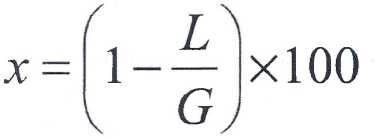 x = (1 − L/G) × 100